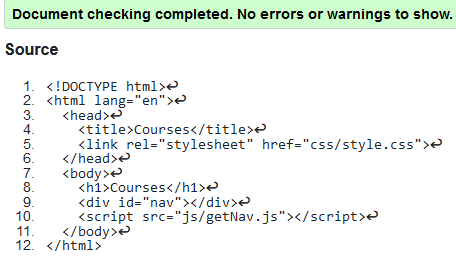 Document checking completed. No errors or warnings to show.
Source
1. <!DOCTYPE html>↩
2. <html lang="en">↩
3.   <head>↩
4.     <title>Courses</title>↩
5.     <link rel="stylesheet" href="css/style.css">↩
6.   </head>↩
7.   <body>↩
8.     <h1>Courses</h1>↩
9.     <div id="nav"></div>↩
10.     <script src="js/getNav.js"></script>↩
11.   </body>↩
12. </html>